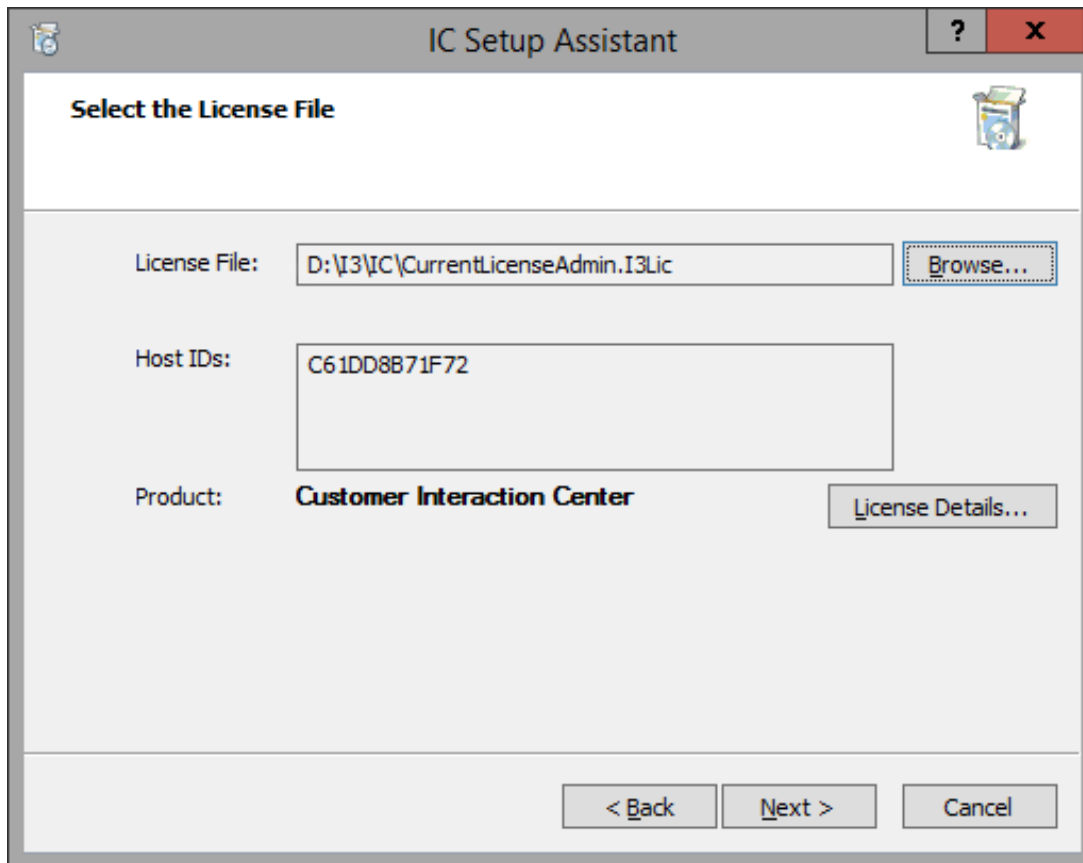 IC Setup Assistant
?
x
Select the License File
License File:
D:\I3\IC\CurrentLicenseAdmin.I3Lic
Browse...
Host IDs:
C61DD8B71F72
Product:
Customer Interaction Center
License Details...
< Back
Next >
Cancel